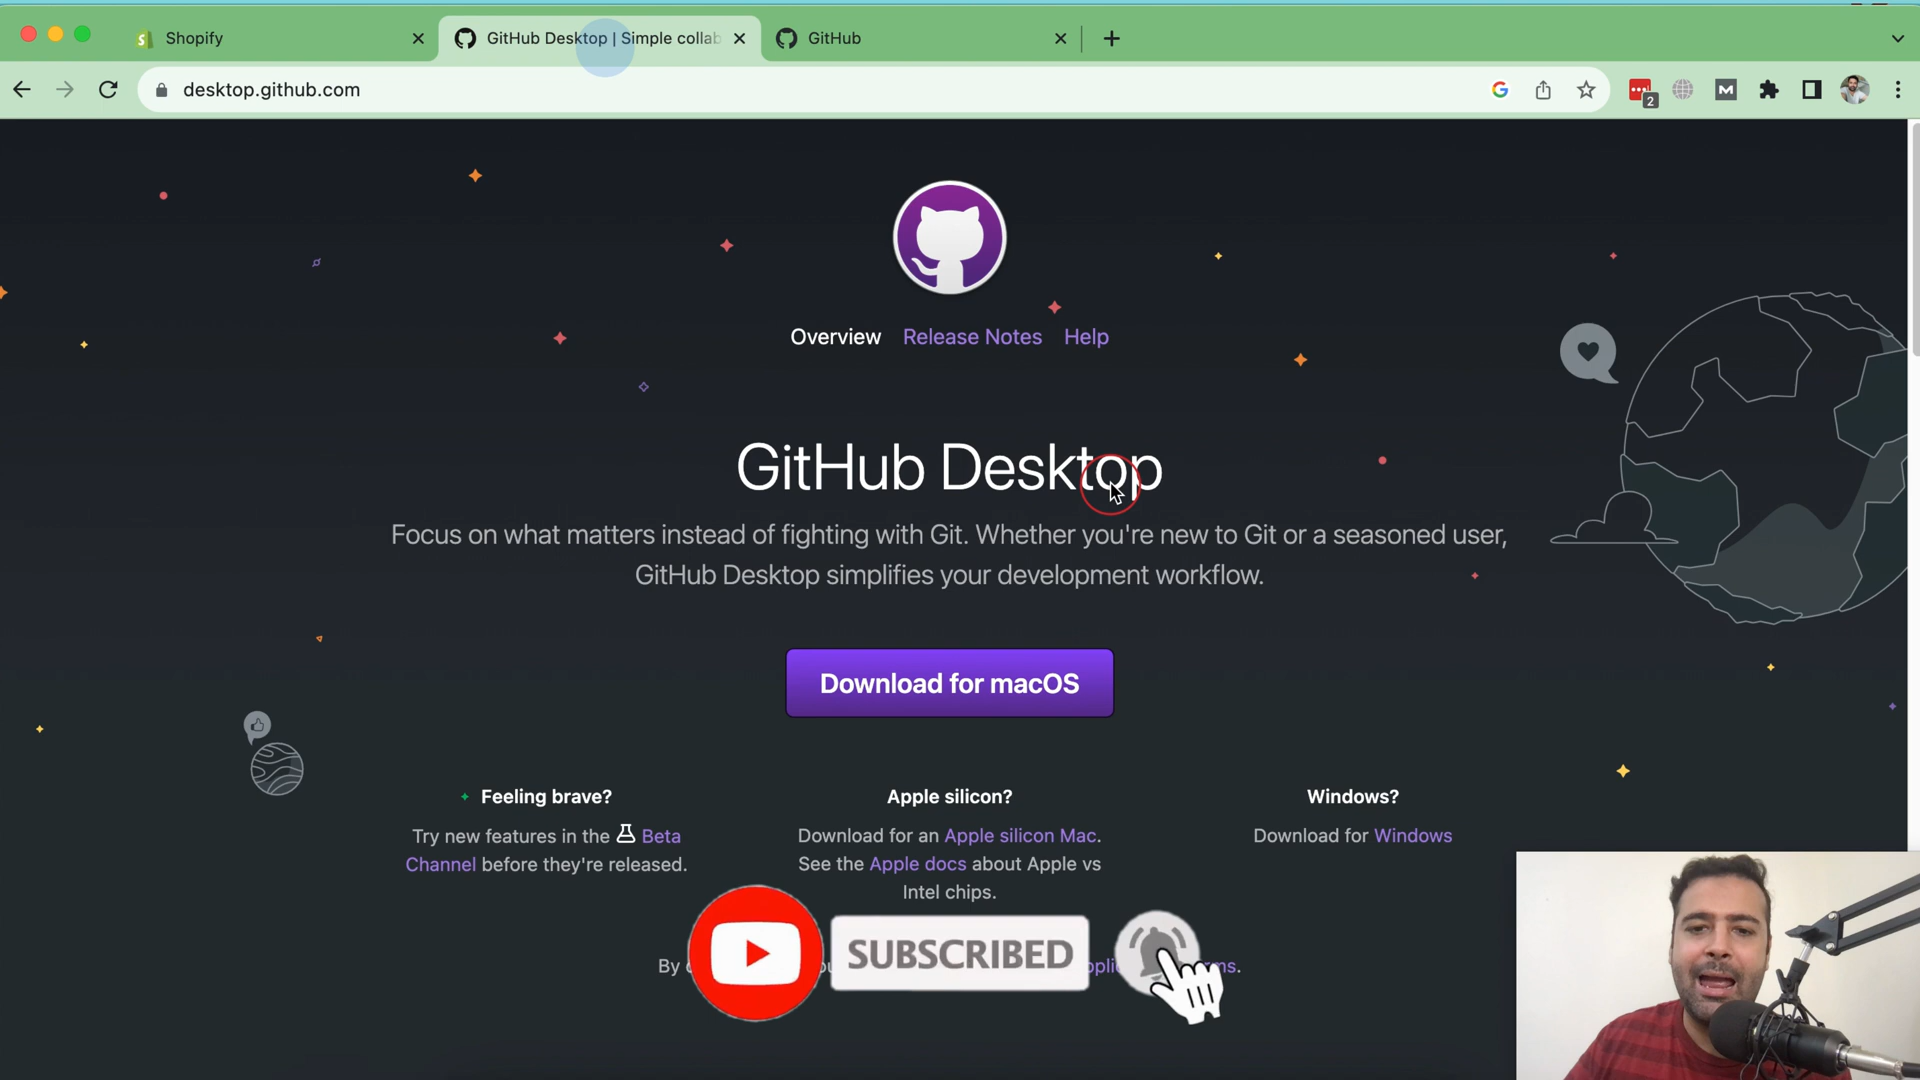 Shopify
GitHub Desktop | Simple collab
GitHub
desktop.github.com
2
Overview Release Notes Help
GitHub Desktop
Focus on what matters instead of fighting with Git. Whether you're new to Git or a seasoned user,
GitHub Desktop simplifies your development workflow.
Download for macOS
Feeling brave?
Try new features in the Beta
Channel before they're released.
Apple silicon?
Download for an Apple silicon Mac.
See the Apple docs about Apple vs
Intel chips.
Windows?
Download for Windows
By
SUBSCRIBED